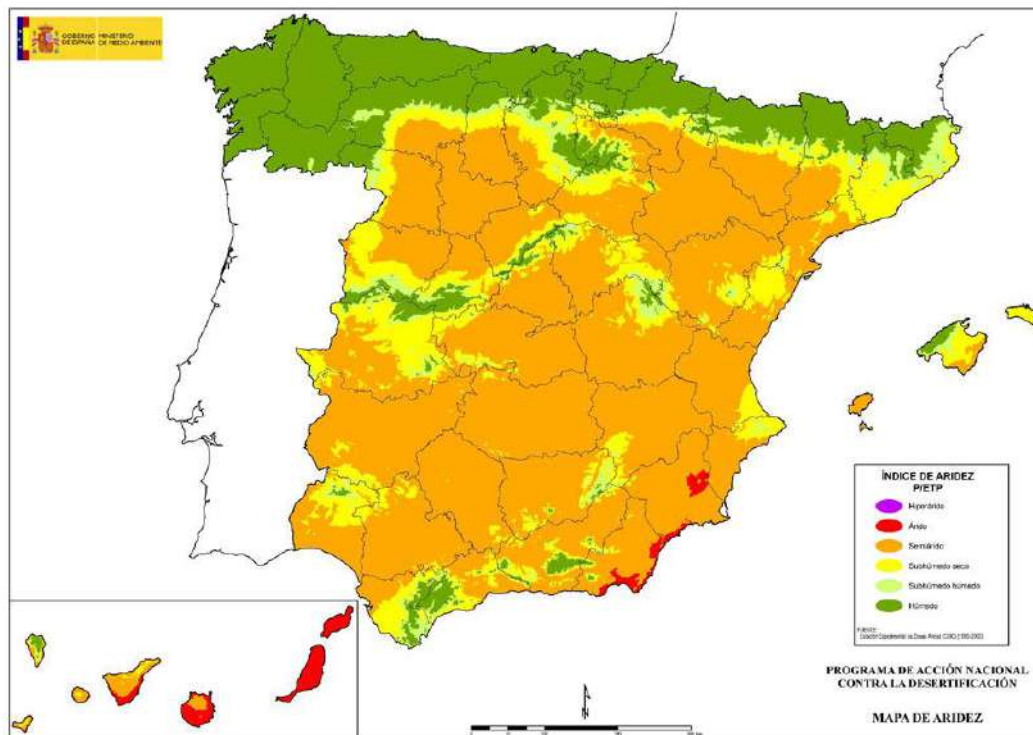 GOBIERNO MINISTERIO
DE ESPAÑA DE MEDIO AMBIENTE
ÍNDICE DE ARIDEZ
P/ETP
Hiperárido
Árido
Semiárido
Subhúmedo seco
Subhúmedo húmedo
Húmedo
FUENTE:
PROGRAMA DE ACCIÓN NACIONAL
CONTRA LA DESERTIFICACIÓN
MAPA DE ARIDEZ